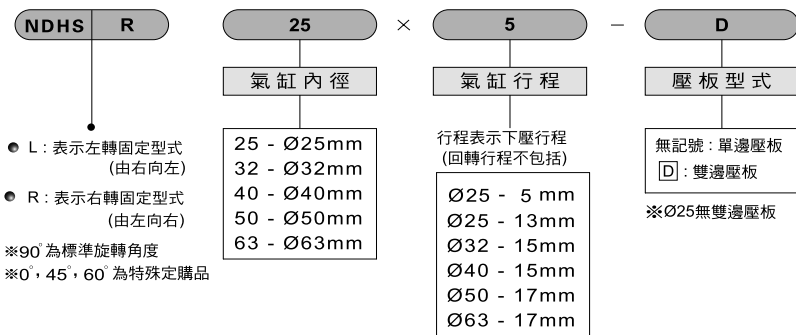 NDHS R 25 × 5 – D
氣缸內徑
氣缸行程
壓板型式
● L : 表示左轉固定型式
(由右向左)
● R : 表示右轉固定型式
(由左向右)
※90°為標準旋轉角度
※0°，45°，60°為特殊定購品
25 - Ø25mm
32 - Ø32mm
40 - Ø40mm
50 - Ø50mm
63 - Ø63mm
行程表示下壓行程
(回轉行程不包括)
Ø25 - 5 mm
Ø25 - 13mm
Ø32 - 15mm
Ø40 - 15mm
Ø50 - 17mm
Ø63 - 17mm
無記號 : 單邊壓板
D : 雙邊壓板
※Ø25無雙邊壓板